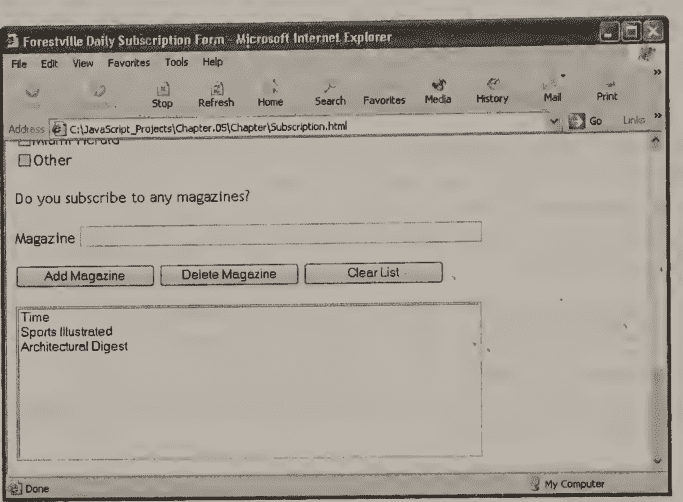 Forestville Daily Subscription Form - Microsoft Internet Explorer
File Edit View Favorites Tools Help
Stop Refresh Home Search Favorites Media History Mail Print
Address C:\JavaScript_Projects\Chapter.05\Chapter\Subscription.html Go Links
Other
Do you subscribe to any magazines?
Magazine
Add Magazine Delete Magazine Clear List
Time
Sports Illustrated
Architectural Digest
Done My Computer